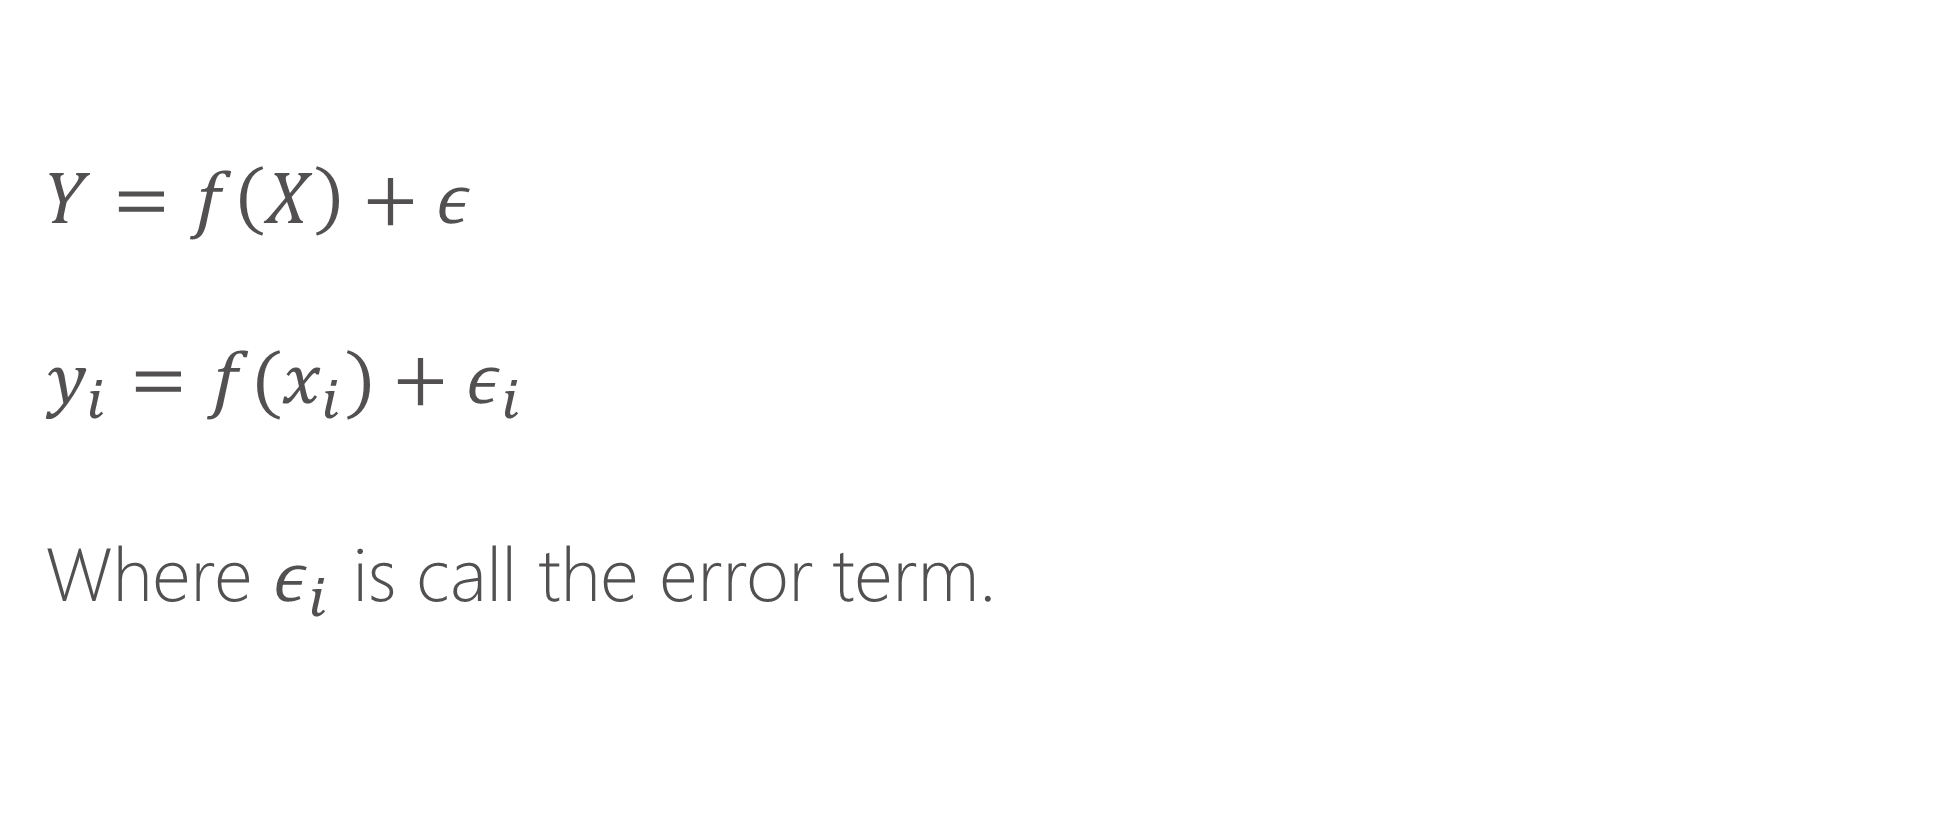 Y = f(X) + ϵ
yᵢ = f(xᵢ) + ϵᵢ
Where ϵᵢ is call the error term.